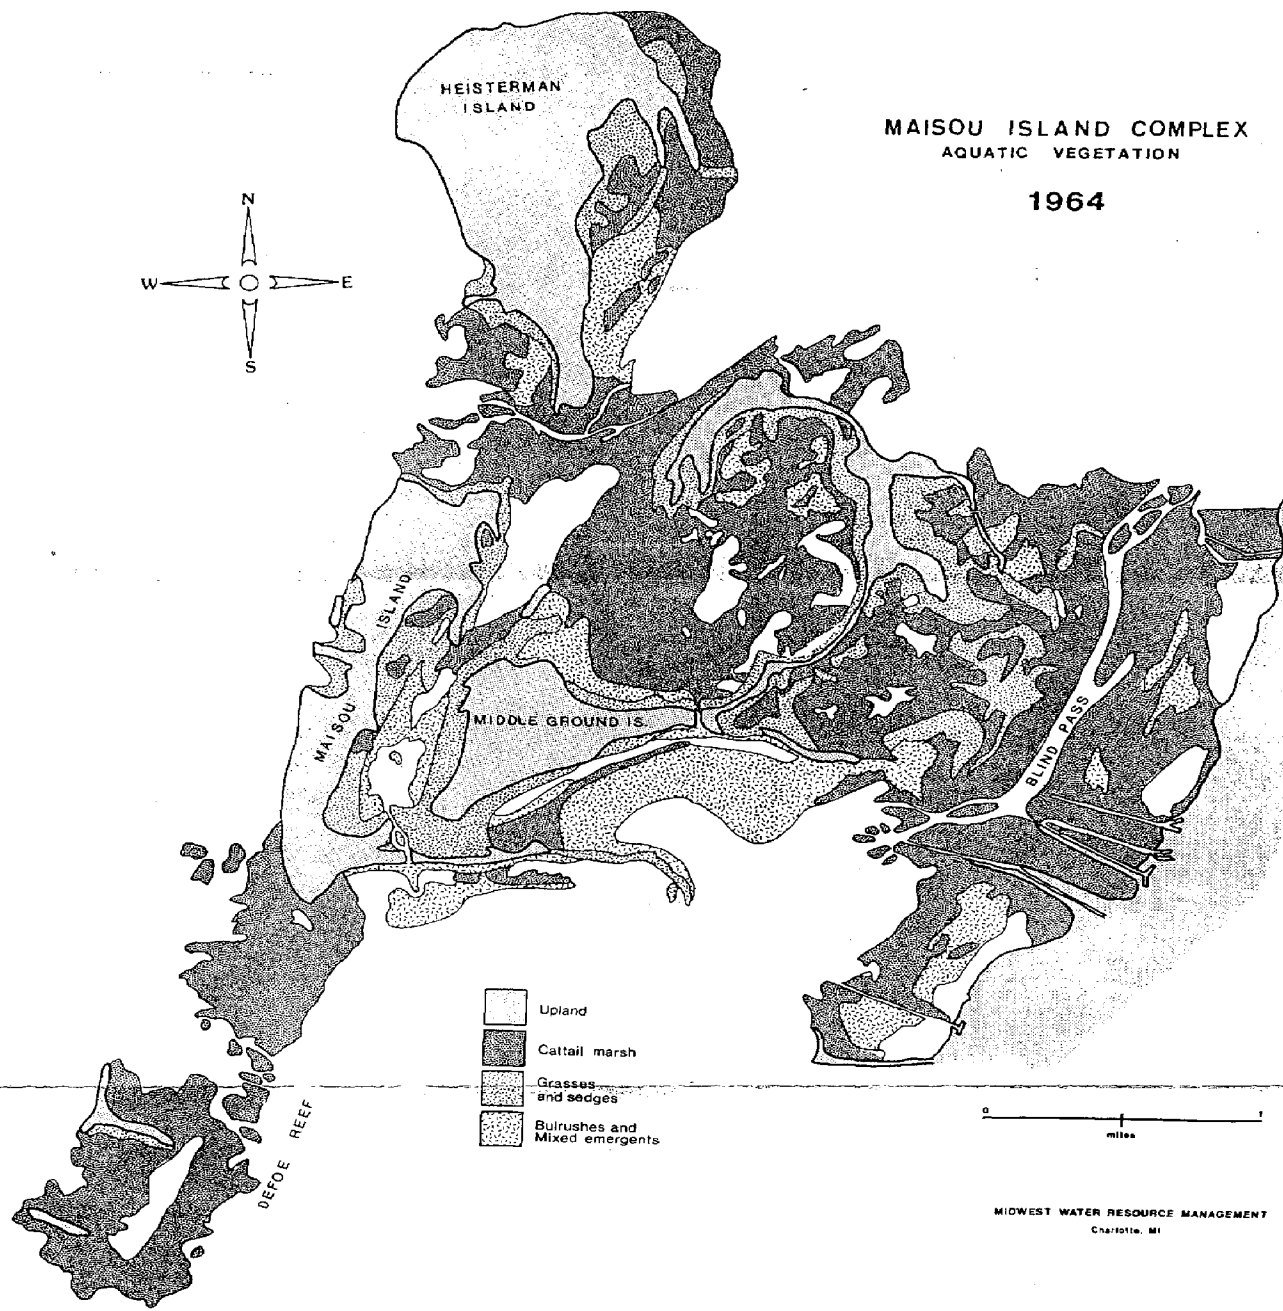 HEISTERMAN
ISLAND
MAISOU ISLAND COMPLEX
AQUATIC VEGETATION
1964
N
W
E
S
MAISOU ISLAND
MIDDLE GROUND IS.
BLIND PASS
DEFOE REEF
Upland
Cattail marsh
Grasses
and sedges
Bulrushes and
Mixed emergents
0 1
miles
MIDWEST WATER RESOURCE MANAGEMENT
Charlotte, MI